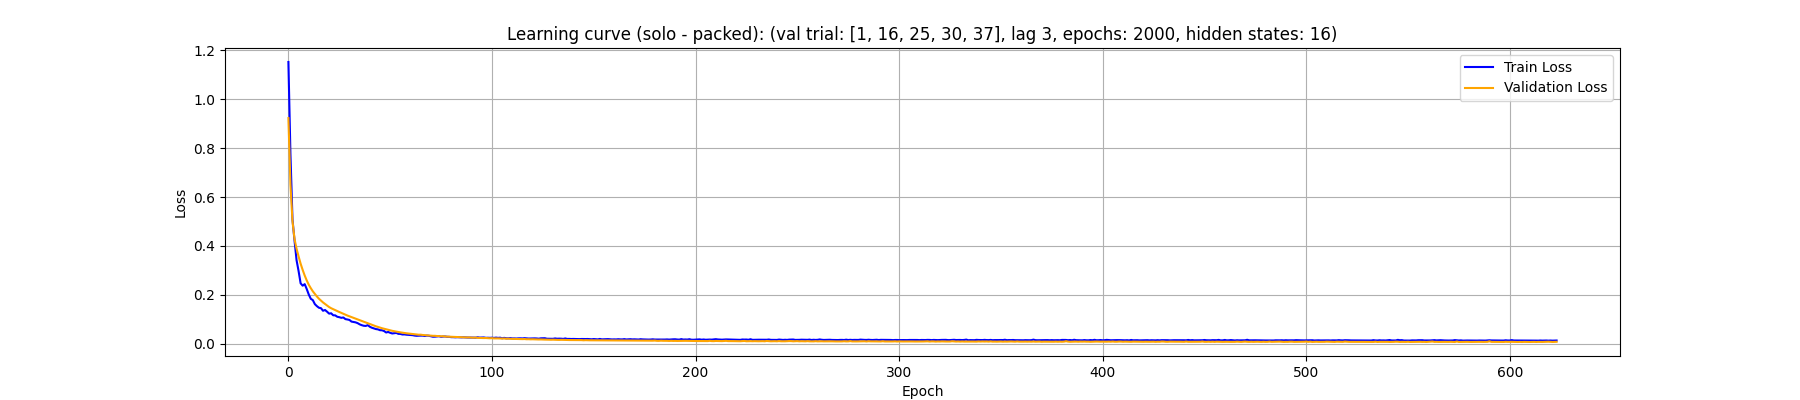 Learning curve (solo - packed): (val trial: [1, 16, 25, 30, 37], lag 3, epochs: 2000, hidden states: 16)
Train Loss
Validation Loss
Loss
1.2
1.0
0.8
0.6
0.4
0.2
0.0
0 100 200 300 400 500 600
Epoch